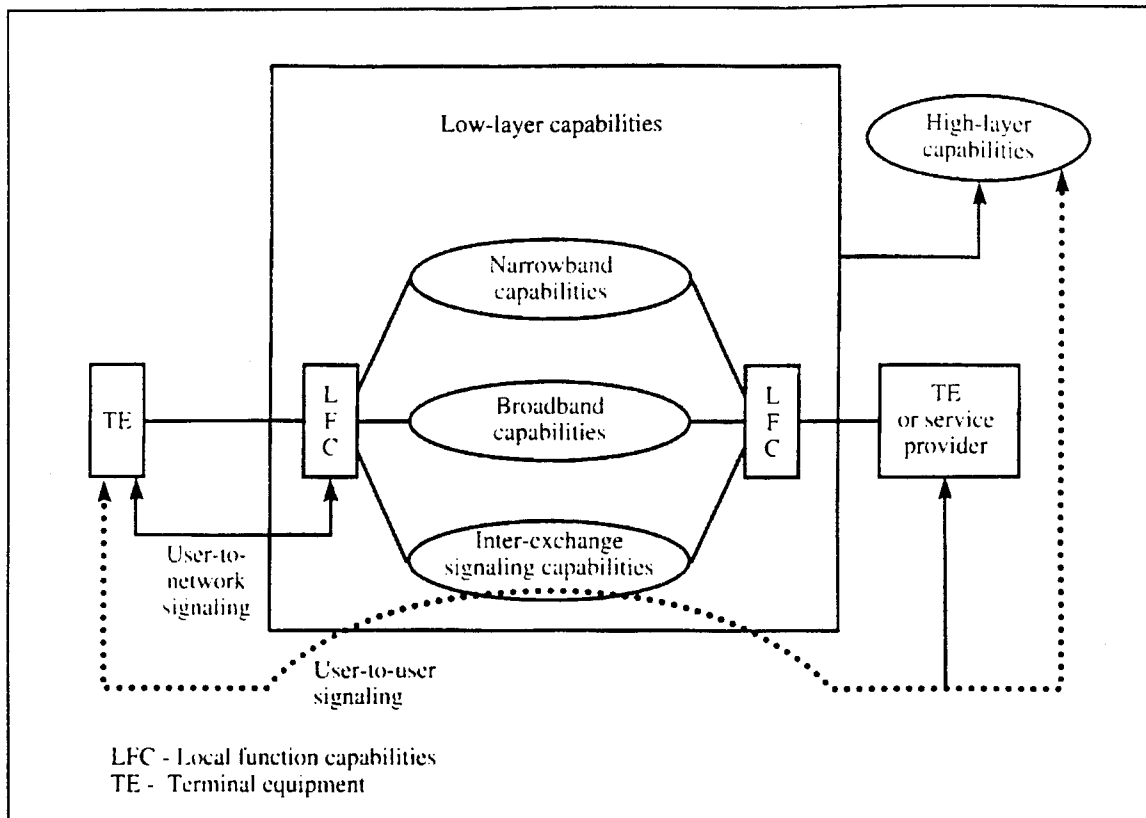 Low-layer capabilities
High-layer
capabilities
Narrowband
capabilities
TE
L
F
C
Broadband
capabilities
L
F
C
TE
or service
provider
Inter-exchange
signaling capabilities
User-to-
network
signaling
User-to-user
signaling
LFC - Local function capabilities
TE - Terminal equipment